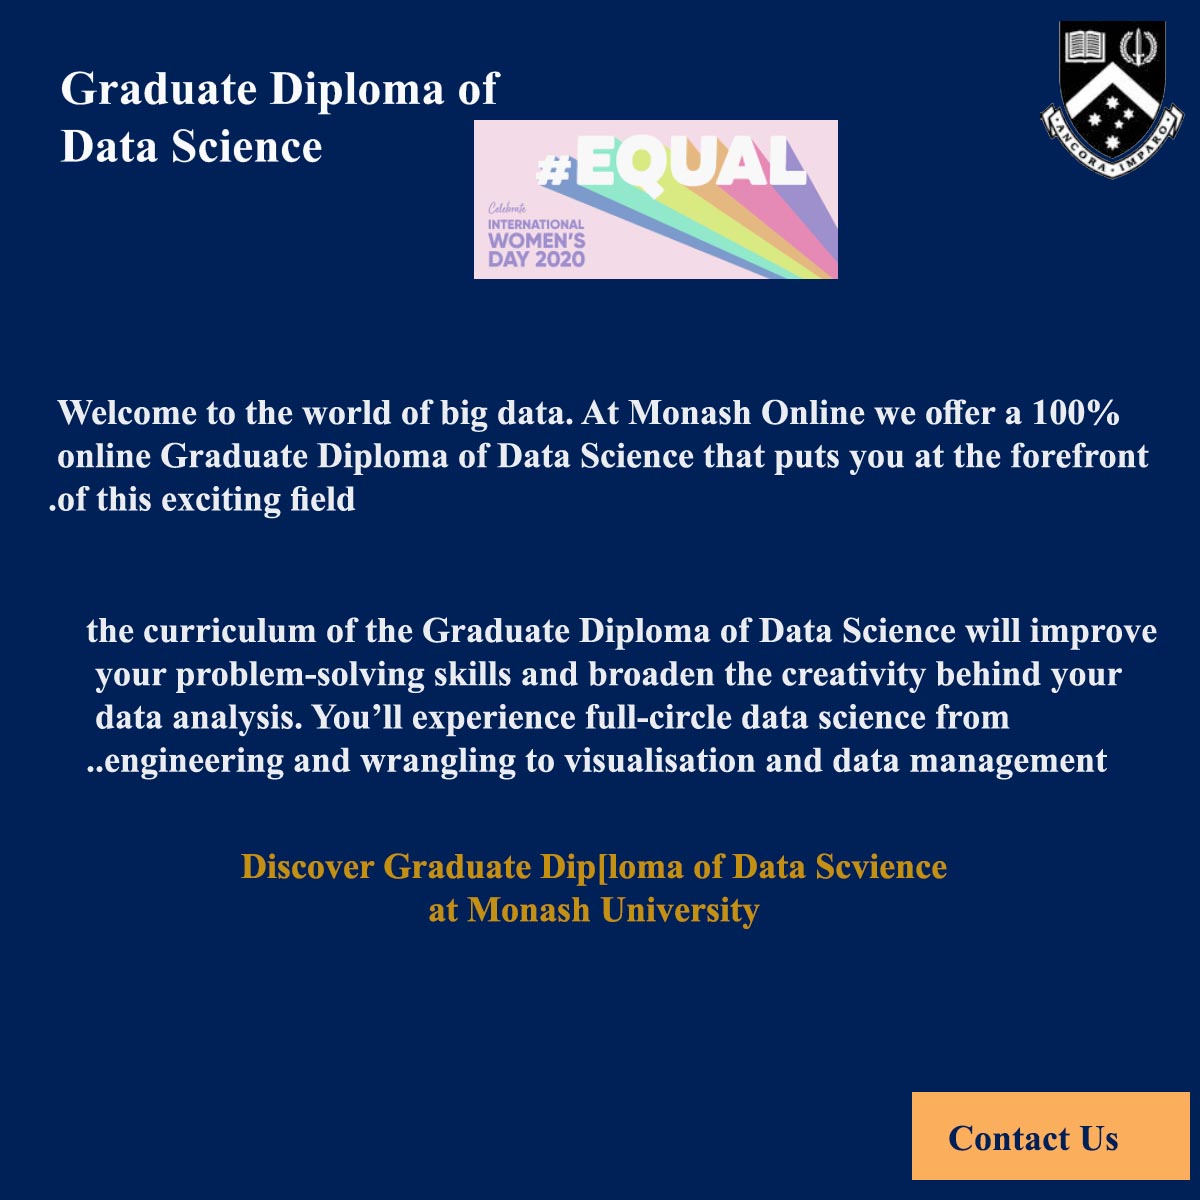 Graduate Diploma of
Data Science
#EQUAL
Celebrate
INTERNATIONAL
WOMEN'S
DAY 2020
ANCORA · IMPARO
Welcome to the world of big data. At Monash Online we offer a 100%
online Graduate Diploma of Data Science that puts you at the forefront
.of this exciting field
the curriculum of the Graduate Diploma of Data Science will improve
your problem-solving skills and broaden the creativity behind your
data analysis. You’ll experience full-circle data science from
..engineering and wrangling to visualisation and data management
Discover Graduate Dip[loma of Data Scvience
at Monash University
Contact Us